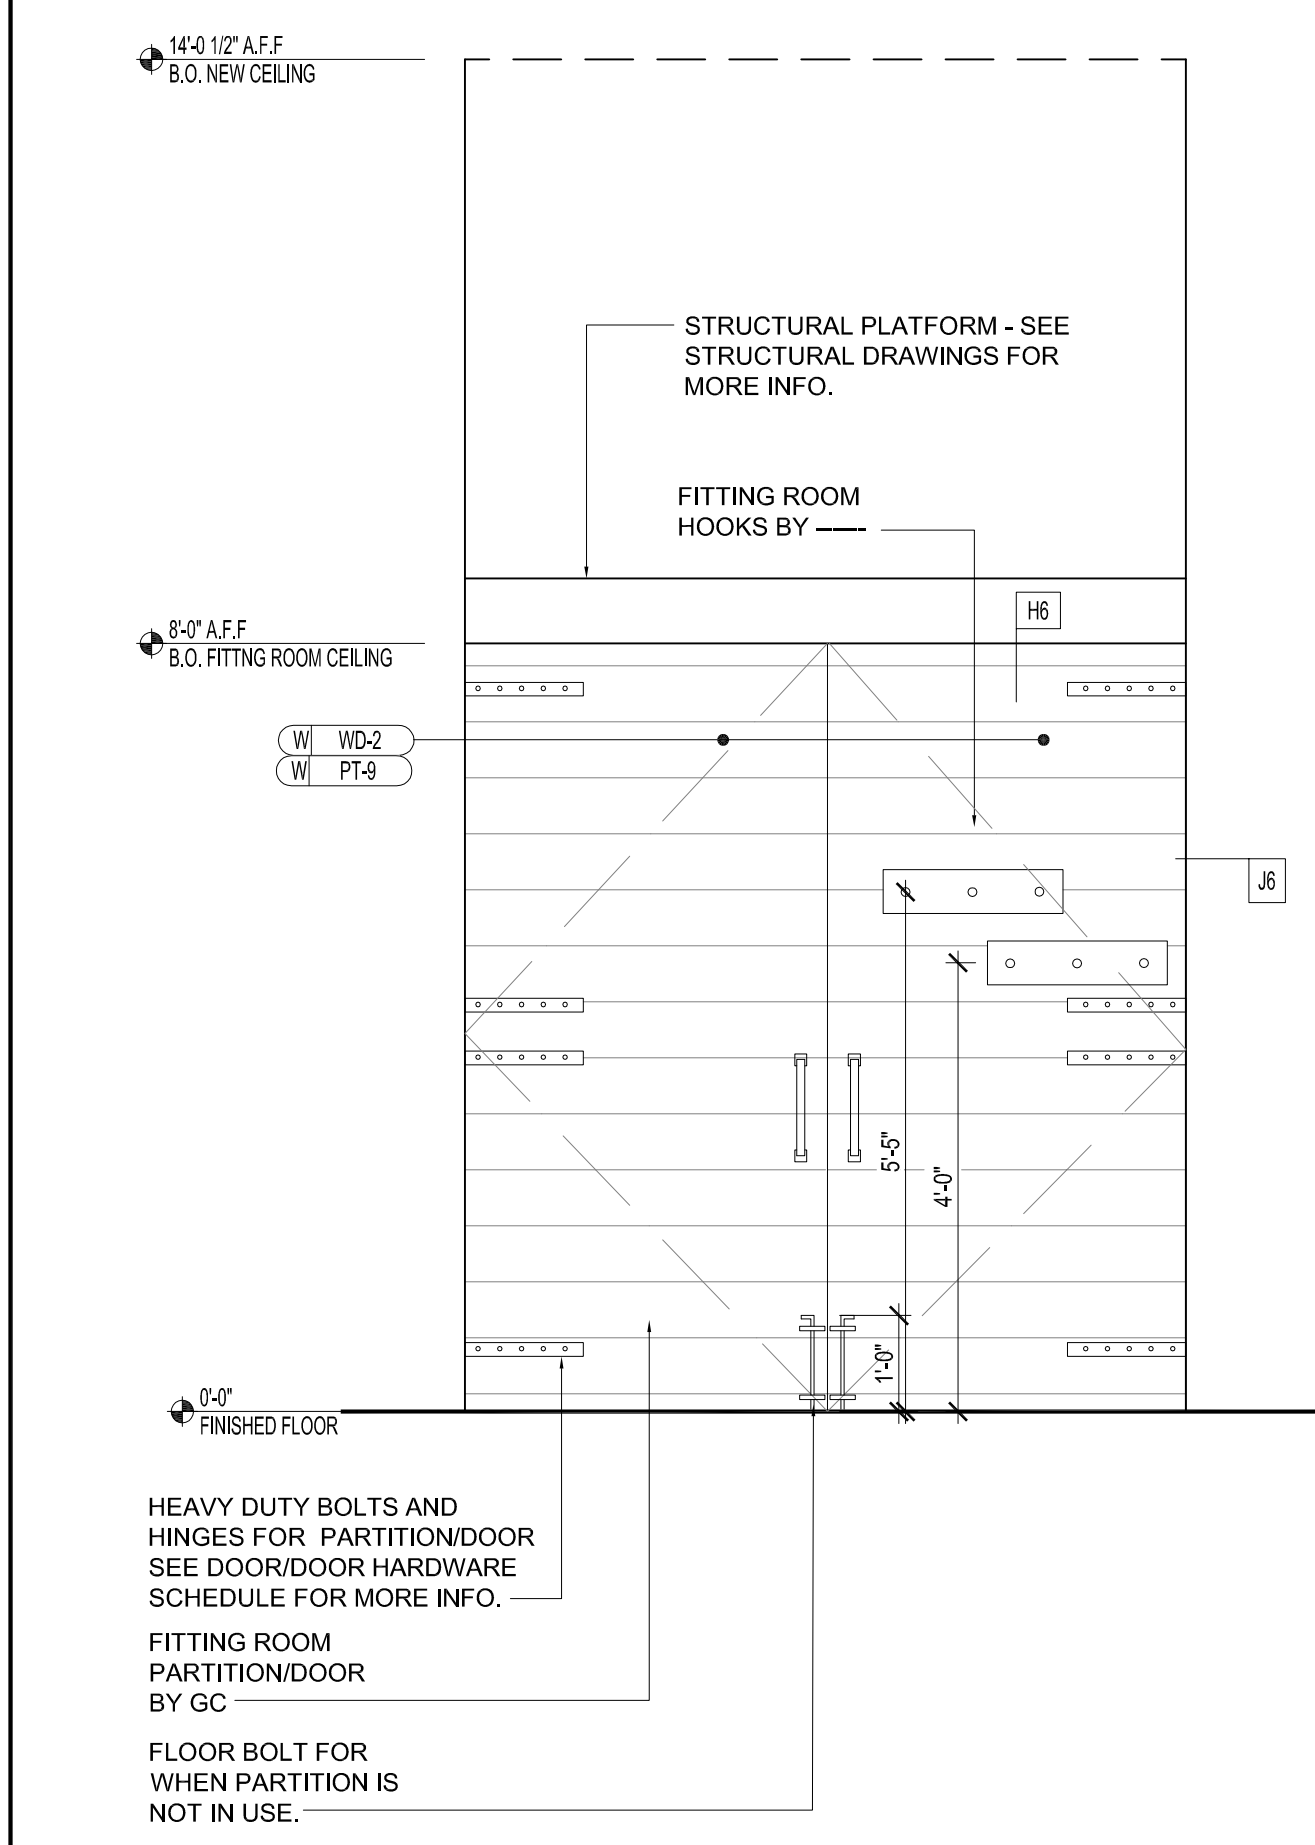 14'-0 1/2" A.F.F
B.O. NEW CEILING
STRUCTURAL PLATFORM - SEE
STRUCTURAL DRAWINGS FOR
MORE INFO.
FITTING ROOM
HOOKS BY
H6
8'-0" A.F.F
B.O. FITTNG ROOM CEILING
W WD-2
W PT-9
J6
5'-5"
4'-0"
1'-0"
0'-0"
FINISHED FLOOR
HEAVY DUTY BOLTS AND
HINGES FOR PARTITION/DOOR
SEE DOOR/DOOR HARDWARE
SCHEDULE FOR MORE INFO.
FITTING ROOM
PARTITION/DOOR
BY GC
FLOOR BOLT FOR
WHEN PARTITION IS
NOT IN USE.